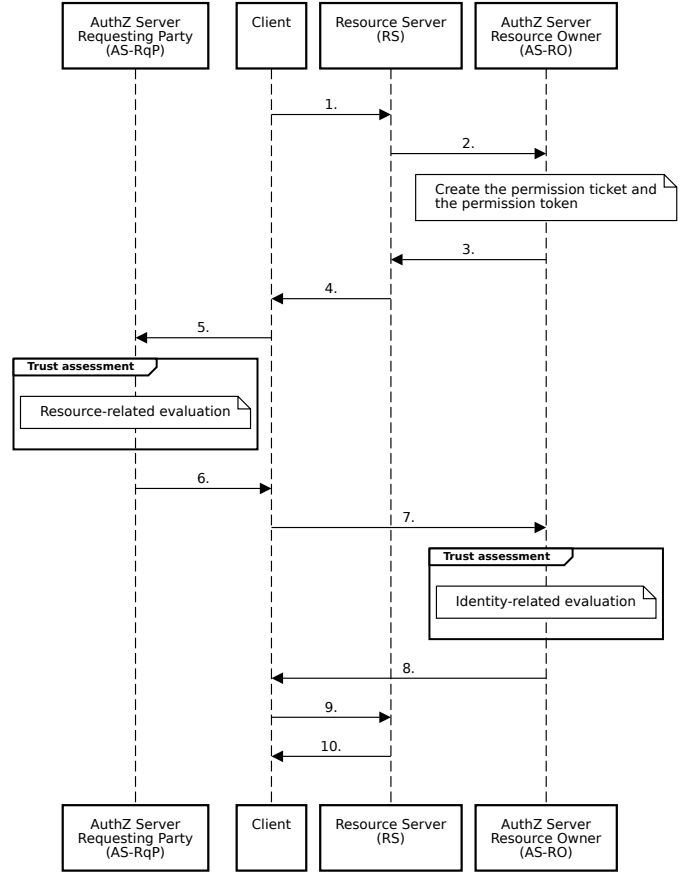 AuthZ Server
Requesting Party
(AS-RqP)
Client
Resource Server
(RS)
AuthZ Server
Resource Owner
(AS-RO)
1.
2.
Create the permission ticket and
the permission token
3.
4.
5.
Trust assessment
Resource-related evaluation
6.
7.
Trust assessment
Identity-related evaluation
8.
9.
10.
AuthZ Server
Requesting Party
(AS-RqP)
Client
Resource Server
(RS)
AuthZ Server
Resource Owner
(AS-RO)